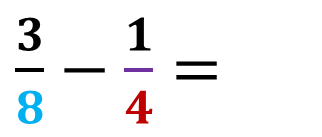 3/8 − 1/4 =